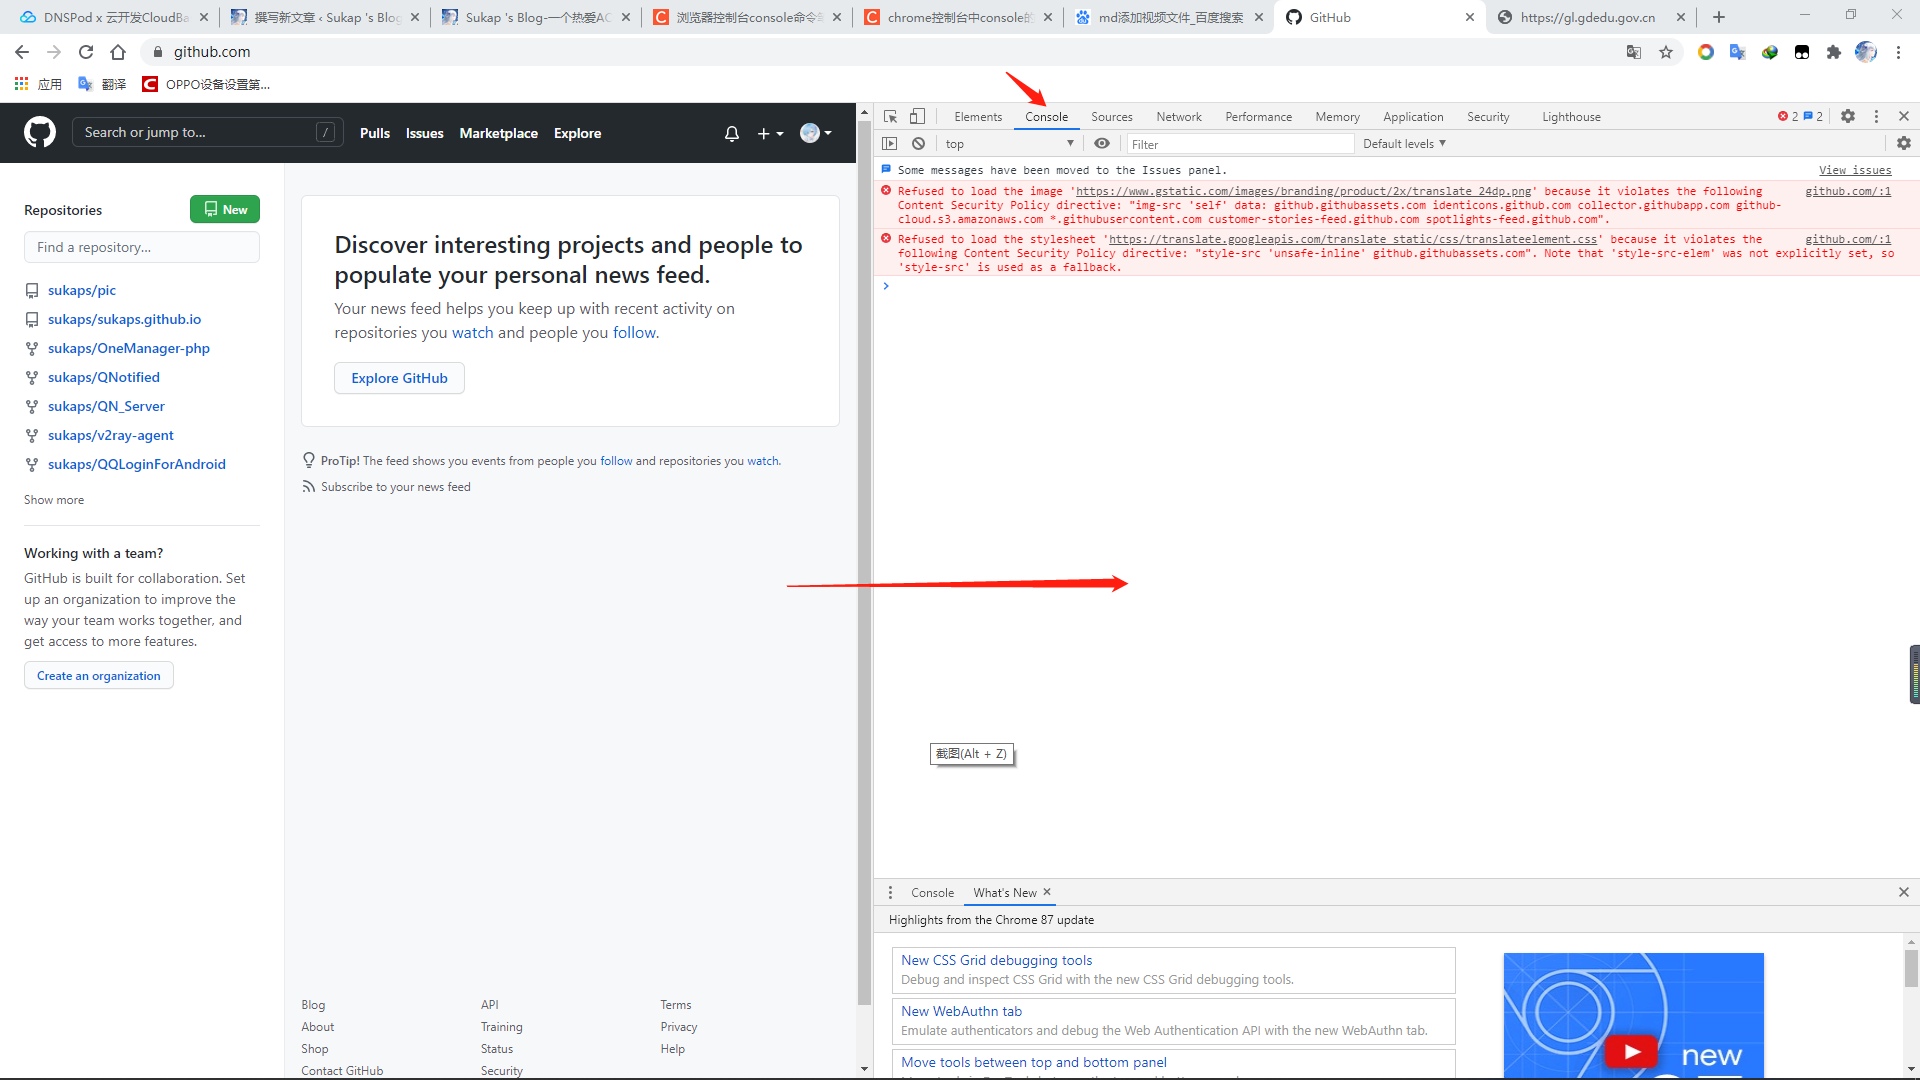 DNSPod x 云开发CloudBa
撰写新文章 ‹ Sukap 's Blog
Sukap 's Blog-一个热爱AC
浏览器控制台console命令
chrome控制台中console的
md添加视频文件_百度搜索
GitHub
https://gl.gdedu.gov.cn
github.com
应用
翻译
OPPO设备设置第...
Search or jump to...
/
Pulls
Issues
Marketplace
Explore
Repositories
New
Find a repository...
sukaps/pic
sukaps/sukaps.github.io
sukaps/OneManager-php
sukaps/QNotified
sukaps/QN_Server
sukaps/v2ray-agent
sukaps/QQLoginForAndroid
Show more
Working with a team?
GitHub is built for collaboration. Set
up an organization to improve the
way your team works together, and
get access to more features.
Create an organization
Discover interesting projects and people to
populate your personal news feed.
Your news feed helps you keep up with recent activity on
repositories you watch and people you follow.
Explore GitHub
ProTip! The feed shows you events from people you follow and repositories you watch.
Subscribe to your news feed
Blog
API
Terms
About
Training
Privacy
Shop
Status
Help
Contact GitHub
Security
Elements
Console
Sources
Network
Performance
Memory
Application
Security
Lighthouse
2
2
top
Filter
Default levels
Some messages have been moved to the Issues panel.
View issues
Refused to load the image 'https://www.gstatic.com/images/branding/product/2x/translate_24dp.png' because it violates the following
github.com/:1
Content Security Policy directive: "img-src 'self' data: github.githubassets.com identicons.github.com collector.githubapp.com github-
cloud.s3.amazonaws.com *.githubusercontent.com customer-stories-feed.github.com spotlights-feed.github.com".
Refused to load the stylesheet 'https://translate.googleapis.com/translate_static/css/translateelement.css' because it violates the
github.com/:1
following Content Security Policy directive: "style-src 'unsafe-inline' github.githubassets.com". Note that 'style-src-elem' was not explicitly set, so
'style-src' is used as a fallback.
截图(Alt + Z)
Console
What's New
Highlights from the Chrome 87 update
New CSS Grid debugging tools
Debug and inspect CSS Grid with the new CSS Grid debugging tools.
New WebAuthn tab
Emulate authenticators and debug the Web Authentication API with the new WebAuthn tab.
Move tools between top and bottom panel
new